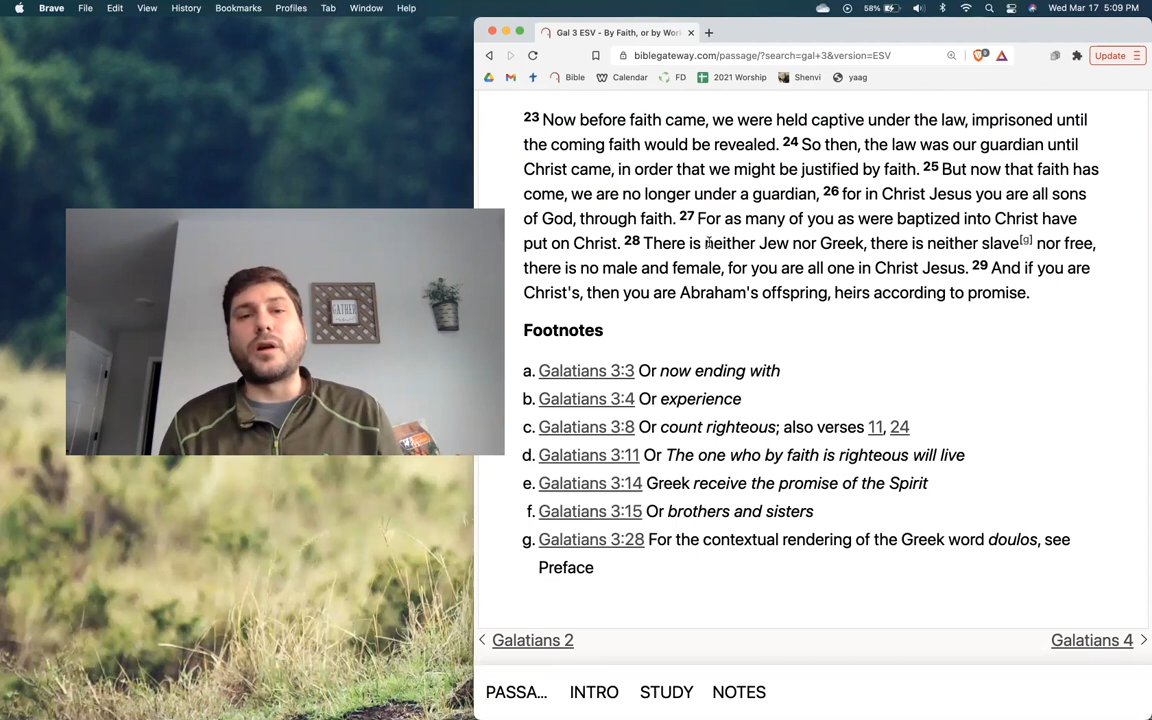 Brave File Edit View History Bookmarks Profiles Tab Window Help 58% Wed Mar 17 5:09 PM
Gal 3 ESV - By Faith, or by Wor
biblegateway.com/passage/?search=gal+3&version=ESV Update
Bible Calendar FD 2021 Worship Shenvi yaag
23 Now before faith came, we were held captive under the law, imprisoned until
the coming faith would be revealed. 24 So then, the law was our guardian until
Christ came, in order that we might be justified by faith. 25 But now that faith has
come, we are no longer under a guardian, 26 for in Christ Jesus you are all sons
of God, through faith. 27 For as many of you as were baptized into Christ have
put on Christ. 28 There is neither Jew nor Greek, there is neither slave[g] nor free,
there is no male and female, for you are all one in Christ Jesus. 29 And if you are
Christ's, then you are Abraham's offspring, heirs according to promise.
GATHER
Footnotes
a. Galatians 3:3 Or now ending with
b. Galatians 3:4 Or experience
c. Galatians 3:8 Or count righteous; also verses 11, 24
d. Galatians 3:11 Or The one who by faith is righteous will live
e. Galatians 3:14 Greek receive the promise of the Spirit
f. Galatians 3:15 Or brothers and sisters
g. Galatians 3:28 For the contextual rendering of the Greek word doulos, see
Preface
< Galatians 2 Galatians 4 >
PASSA... INTRO STUDY NOTES